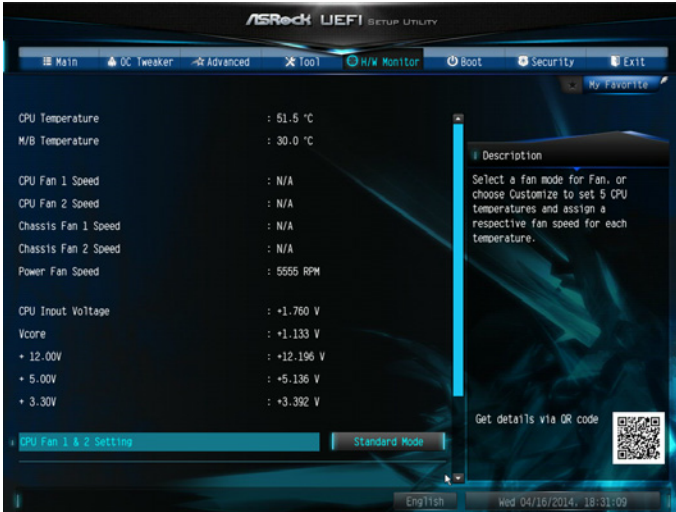 ASRock UEFI SETUP UTILITY
Main OC Tweaker Advanced Tool H/W Monitor Boot Security Exit
My Favorite
CPU Temperature : 51.5 °C
M/B Temperature : 30.0 °C
CPU Fan 1 Speed : N/A
CPU Fan 2 Speed : N/A
Chassis Fan 1 Speed : N/A
Chassis Fan 2 Speed : N/A
Power Fan Speed : 5555 RPM
CPU Input Voltage : +1.760 V
Vcore : +1.133 V
+ 12.00V : +12.196 V
+ 5.00V : +5.136 V
+ 3.30V : +3.392 V
CPU Fan 1 & 2 Setting Standard Mode
Description
Select a fan mode for Fan, or
choose Customize to set 5 CPU
temperatures and assign a
respective fan speed for each
temperature.
Get details via QR code
English Wed 04/16/2014, 18:31:09